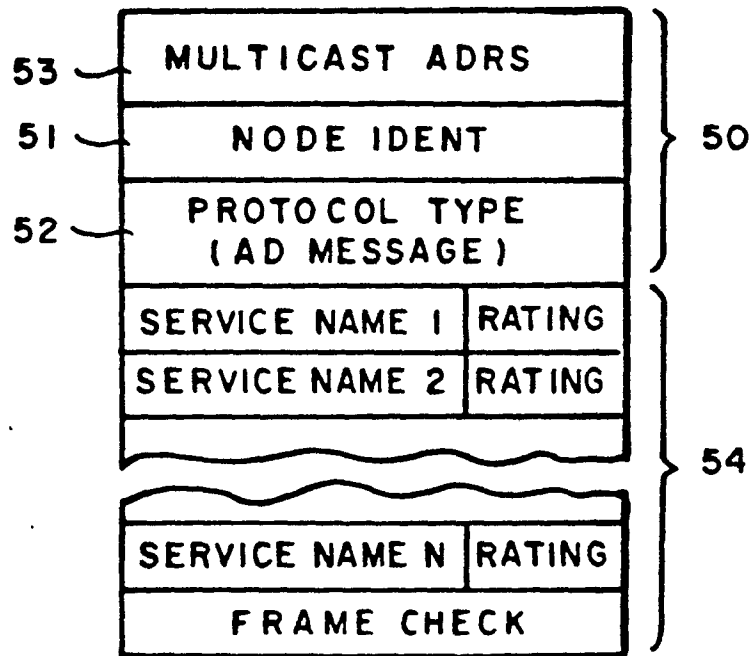 53 MULTICAST ADRS
51 NODE IDENT
50
52 PROTOCOL TYPE
(AD MESSAGE)
SERVICE NAME 1 RATING
SERVICE NAME 2 RATING
54
SERVICE NAME N RATING
FRAME CHECK